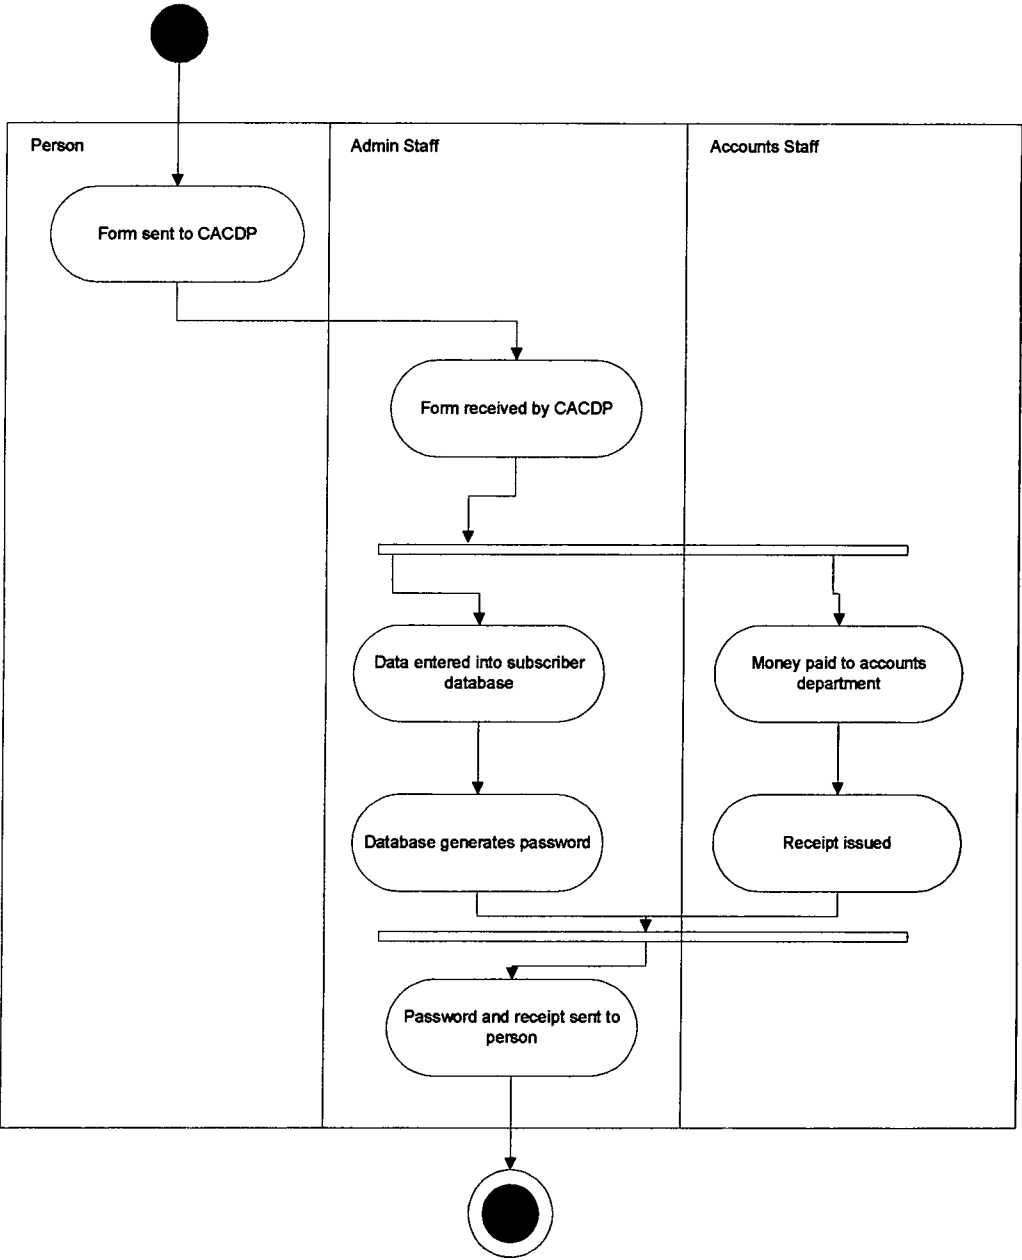 Person
Admin Staff
Accounts Staff
Form sent to CACDP
Form received by CACDP
Data entered into subscriber
database
Money paid to accounts
department
Database generates password
Receipt issued
Password and receipt sent to
person